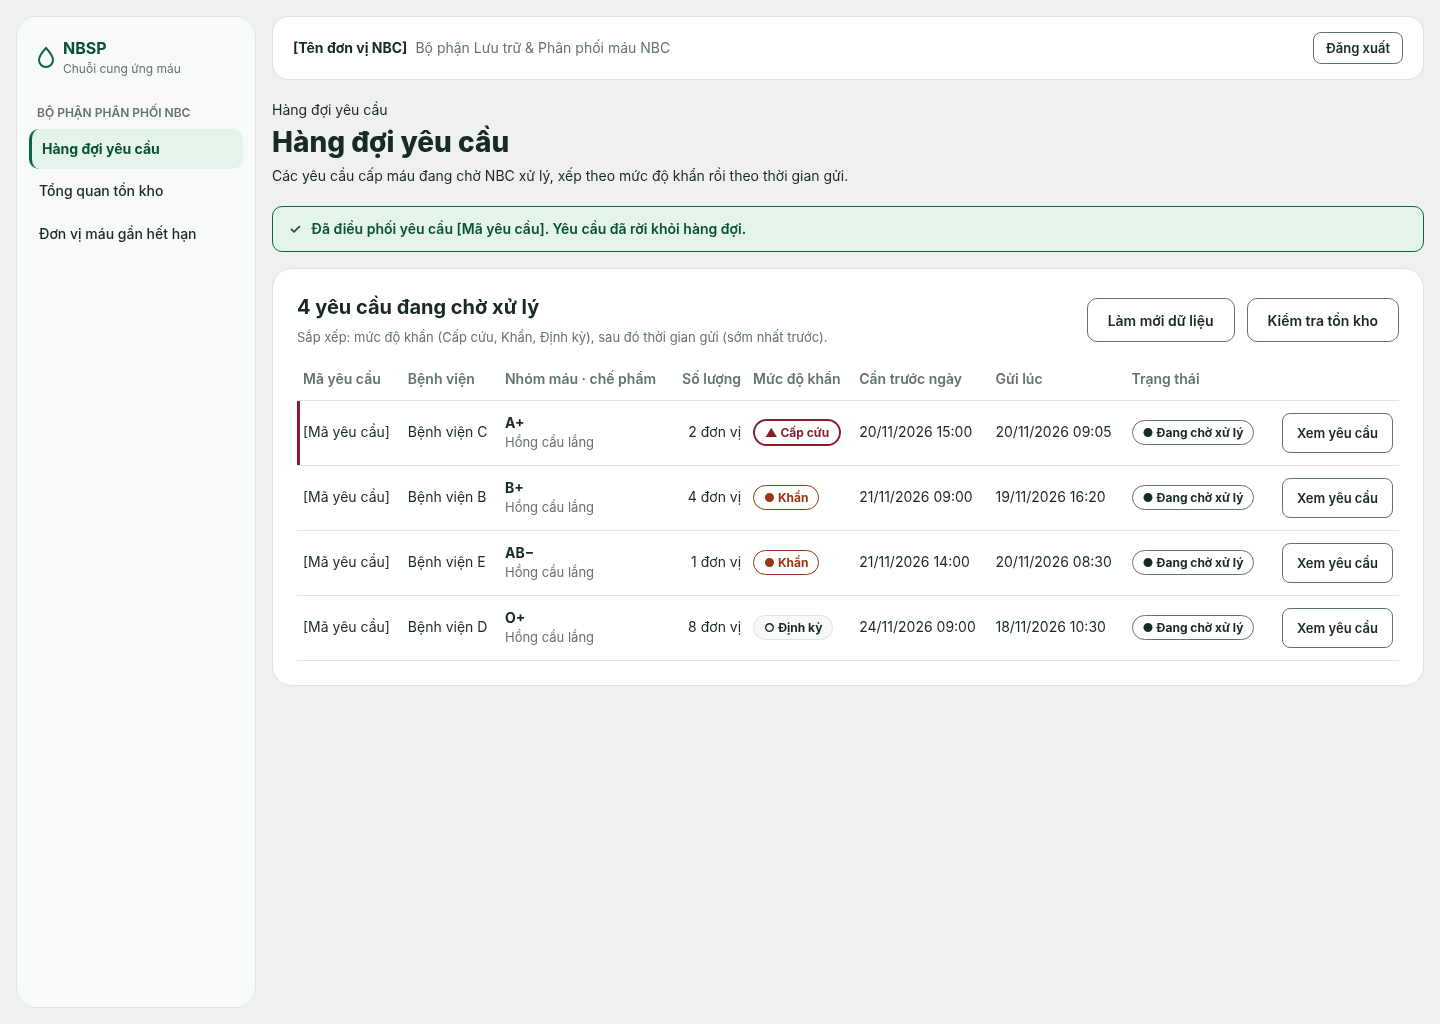 NBSP
Chuỗi cung ứng máu
BỘ PHẬN PHÂN PHỐI NBC
Hàng đợi yêu cầu
Tổng quan tồn kho
Đơn vị máu gần hết hạn
[Tên đơn vị NBC] Bộ phận Lưu trữ & Phân phối máu NBC
Đăng xuất
Hàng đợi yêu cầu
Hàng đợi yêu cầu
Các yêu cầu cấp máu đang chờ NBC xử lý, xếp theo mức độ khẩn rồi theo thời gian gửi.
Đã điều phối yêu cầu [Mã yêu cầu]. Yêu cầu đã rời khỏi hàng đợi.
4 yêu cầu đang chờ xử lý
Sắp xếp: mức độ khẩn (Cấp cứu, Khẩn, Định kỳ), sau đó thời gian gửi (sớm nhất trước).
Làm mới dữ liệu
Kiểm tra tồn kho
Mã yêu cầu Bệnh viện Nhóm máu · chế phẩm Số lượng Mức độ khẩn Cần trước ngày Gửi lúc Trạng thái
[Mã yêu cầu] Bệnh viện C A+ 2 đơn vị Cấp cứu 20/11/2026 15:00 20/11/2026 09:05 Đang chờ xử lý Xem yêu cầu
Hồng cầu lắng
[Mã yêu cầu] Bệnh viện B B+ 4 đơn vị Khẩn 21/11/2026 09:00 19/11/2026 16:20 Đang chờ xử lý Xem yêu cầu
Hồng cầu lắng
[Mã yêu cầu] Bệnh viện E AB− 1 đơn vị Khẩn 21/11/2026 14:00 20/11/2026 08:30 Đang chờ xử lý Xem yêu cầu
Hồng cầu lắng
[Mã yêu cầu] Bệnh viện D O+ 8 đơn vị Định kỳ 24/11/2026 09:00 18/11/2026 10:30 Đang chờ xử lý Xem yêu cầu
Hồng cầu lắng